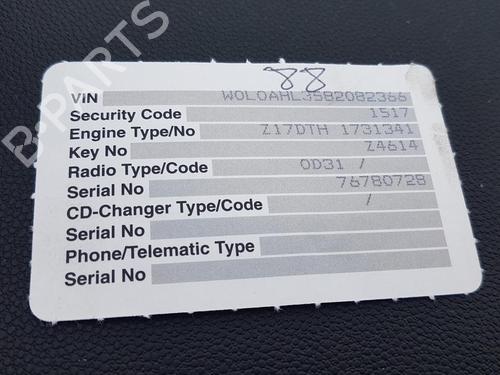 88
VIN W0L0AHL3582082366
Security Code 1517
Engine Type/No Z17DTH 1731341
Key No Z4614
Radio Type/Code OD31 /
Serial No 76780728
CD-Changer Type/Code /
Serial No
Phone/Telematic Type
Serial No
B-PARTS